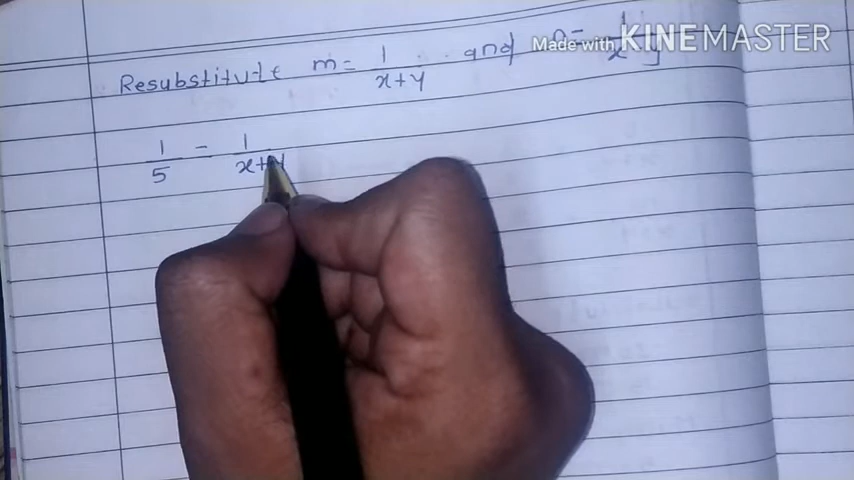 Resubstitute m = 1/(x+y) and n =
Made with KINEMASTER
1/5 = 1/(x+y)